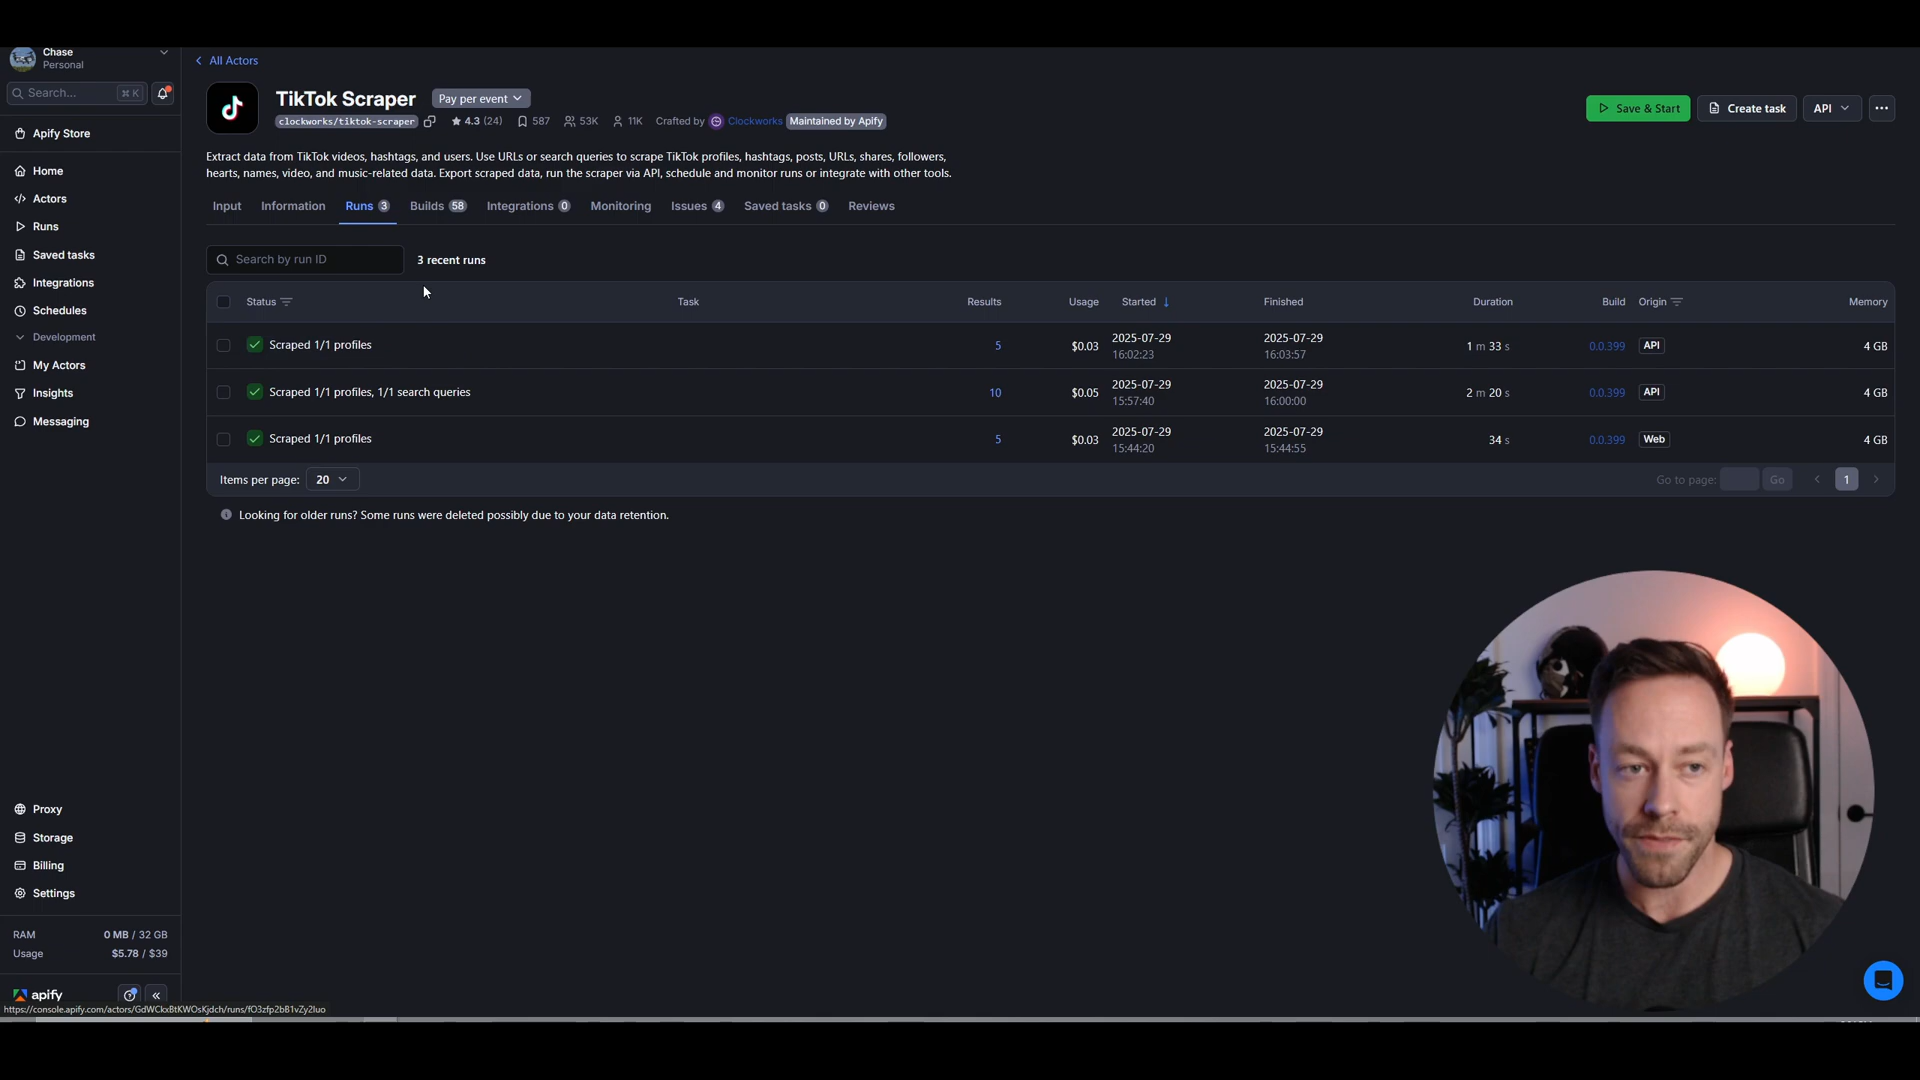 Chase
Personal
Search... ⌘ K
Apify Store
Home
Actors
Runs
Saved tasks
Integrations
Schedules
Development
My Actors
Insights
Messaging
Proxy
Storage
Billing
Settings
RAM 0 MB / 32 GB
Usage $5.78 / $39
apify
All Actors
TikTok Scraper Pay per event
clockworks/tiktok-scraper 4.3 (24) 587 53K 11K Crafted by Clockworks Maintained by Apify
Save & Start Create task API
Extract data from TikTok videos, hashtags, and users. Use URLs or search queries to scrape TikTok profiles, hashtags, posts, URLs, shares, followers,
hearts, names, video, and music-related data. Export scraped data, run the scraper via API, schedule and monitor runs or integrate with other tools.
Input Information Runs 3 Builds 58 Integrations 0 Monitoring Issues 4 Saved tasks 0 Reviews
Search by run ID 3 recent runs
Status Task Results Usage Started Finished Duration Build Origin Memory
Scraped 1/1 profiles 5 $0.03 2025-07-29 16:02:23 2025-07-29 16:03:57 1 m 33 s 0.0.399 API 4 GB
Scraped 1/1 profiles, 1/1 search queries 10 $0.05 2025-07-29 15:57:40 2025-07-29 16:00:00 2 m 20 s 0.0.399 API 4 GB
Scraped 1/1 profiles 5 $0.03 2025-07-29 15:44:20 2025-07-29 15:44:55 34 s 0.0.399 Web 4 GB
Items per page: 20 Go to page: Go 1
Looking for older runs? Some runs were deleted possibly due to your data retention.